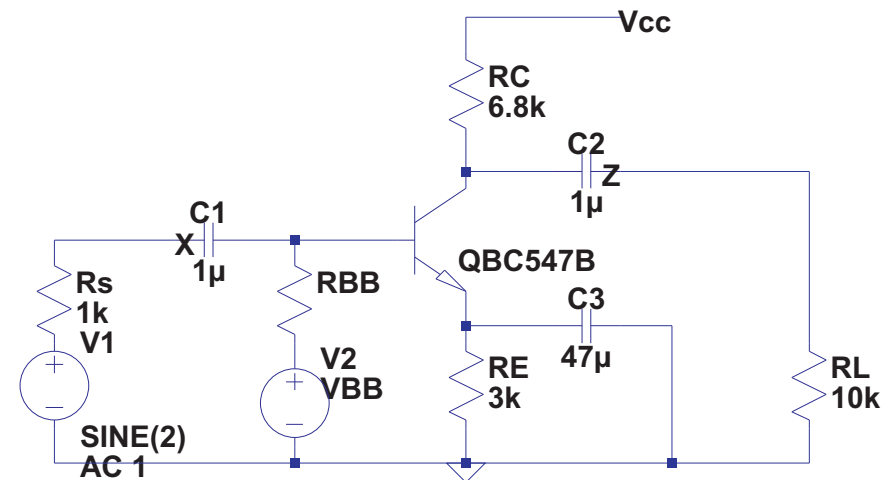 Vcc
RC
6.8k
C2
Z
1µ
C1
X
1µ
QBC547B
Rs
1k
V1
RBB
C3
47µ
V2
VBB
RE
3k
RL
10k
SINE(2)
AC 1